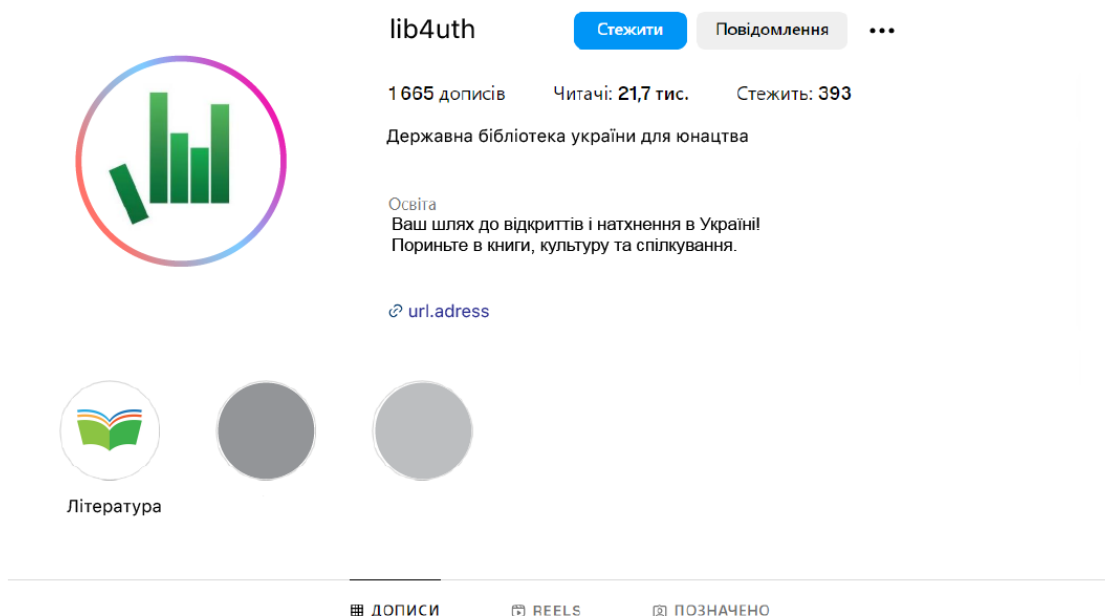 lib4uth Стежити Повідомлення •••
1 665 дописів Читачі: 21,7 тис. Стежить: 393
Державна бібліотека україни для юнацтва
Освіта
Ваш шлях до відкриттів і натхнення в Україні!
Пориньте в книги, культуру та спілкування.
url.adress
Література
ДОПИСИ REELS ПОЗНАЧЕНО